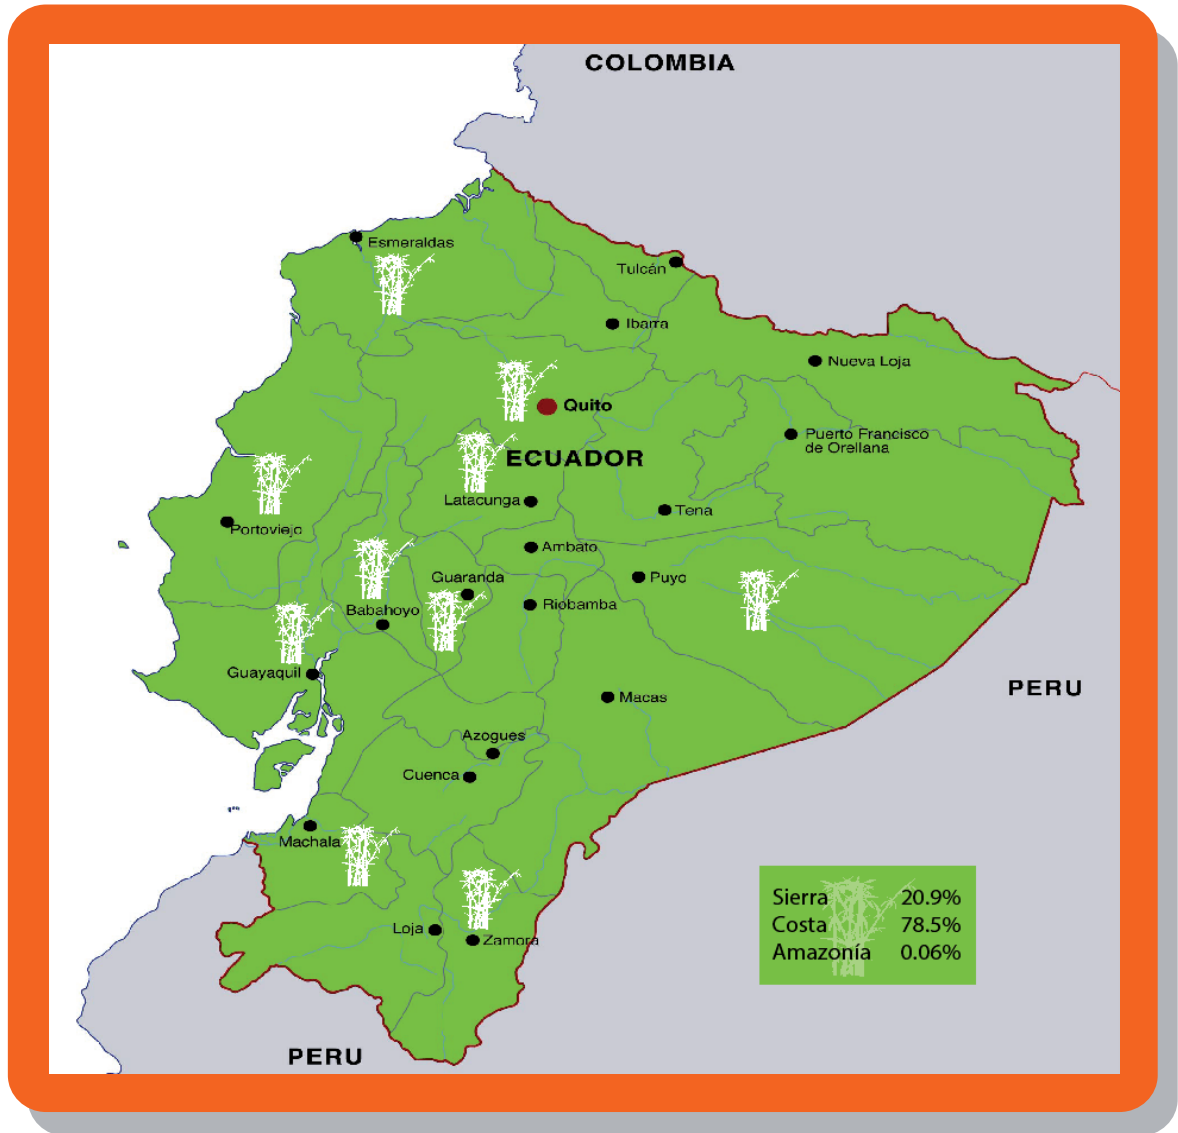 COLOMBIA
Esmeraldas
Tulcán
Ibarra
Nueva Loja
Quito
Puerto Francisco
de Orellana
ECUADOR
Latacunga
Tena
Portoviejo
Ambato
Guaranda
Puyo
Babahoyo
Riobamba
Guayaquil
PERU
Macas
Azogues
Cuenca
Machala
Sierra 20.9%
Costa 78.5%
Amazonía 0.06%
Loja
Zamora
PERU